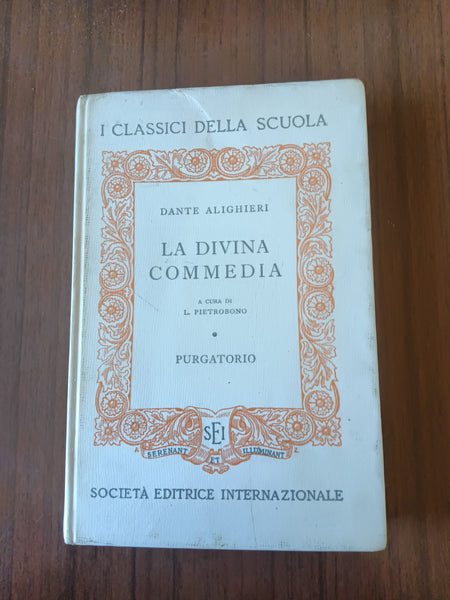 I CLASSICI DELLA SCUOLA
DANTE ALIGHIERI
LA DIVINA
COMMEDIA
A CURA DI
L. PIETROBONO
PURGATORIO
SEI
SERENANT ET ILLUMINANT
SOCIETÀ EDITRICE INTERNAZIONALE